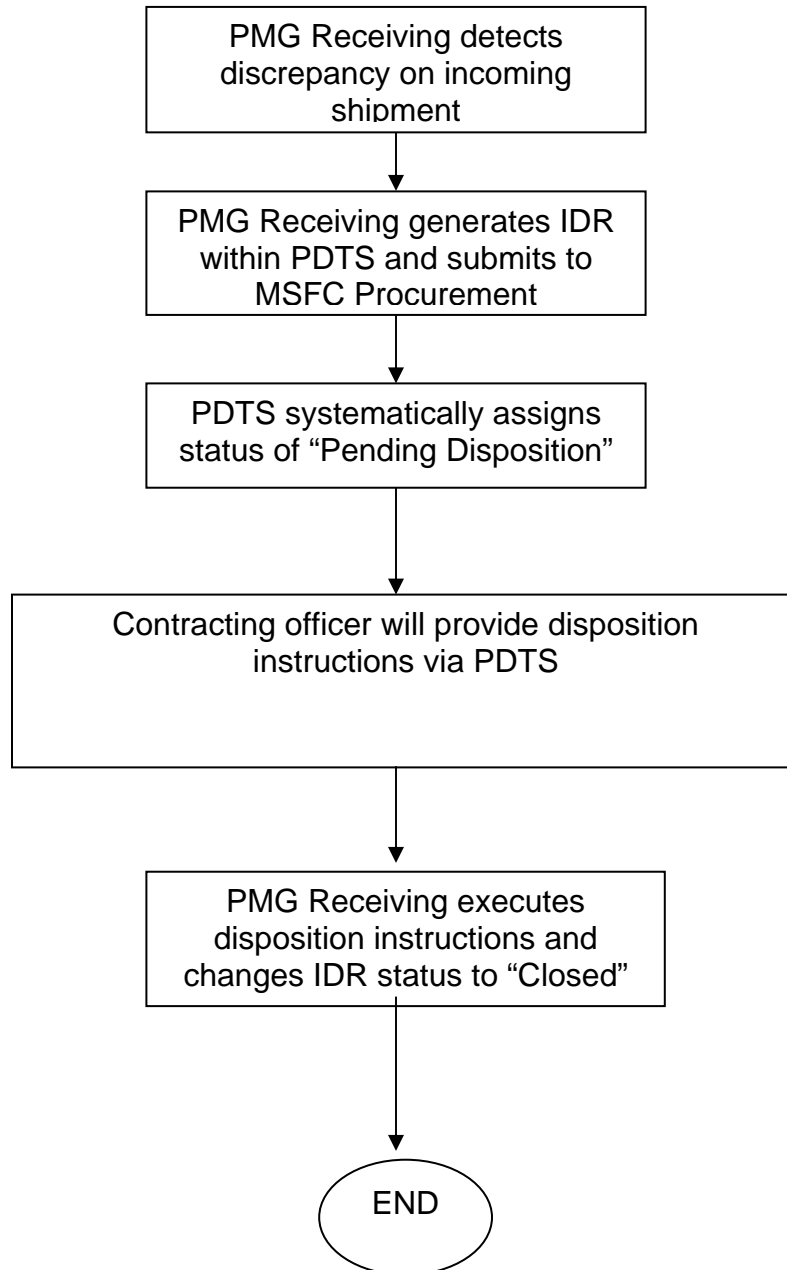 PMG Receiving detects
discrepancy on incoming
shipment
PMG Receiving generates IDR
within PDTS and submits to
MSFC Procurement
PDTS systematically assigns
status of “Pending Disposition”
Contracting officer will provide disposition
instructions via PDTS
PMG Receiving executes
disposition instructions and
changes IDR status to “Closed”
END